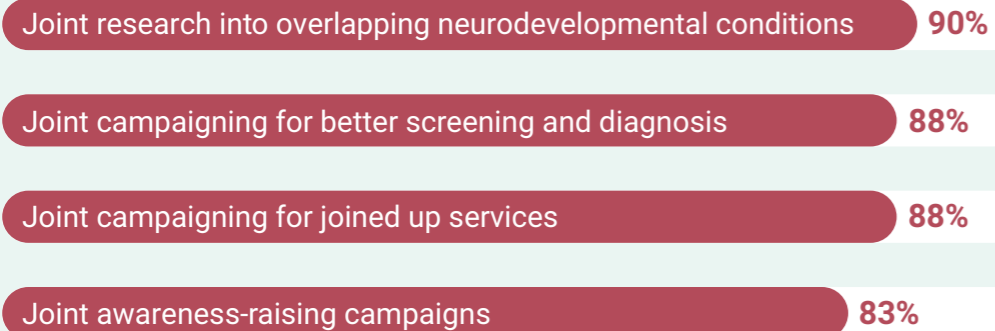 Joint research into overlapping neurodevelopmental conditions 90%
Joint campaigning for better screening and diagnosis 88%
Joint campaigning for joined up services 88%
Joint awareness-raising campaigns 83%